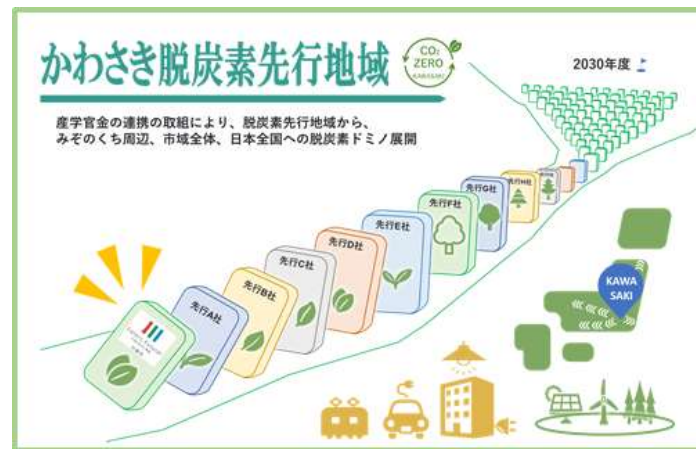 かわさき脱炭素先行地域
CO₂
ZERO
KAWASAKI
2030年度
産学官金の連携の取組により、脱炭素先行地域から、
みぞのくち周辺、市域全体、日本全国への脱炭素ドミノ展開
先行A社
先行B社
先行C社
先行D社
先行E社
先行F社
先行G社
先行H社
KAWA
SAKI